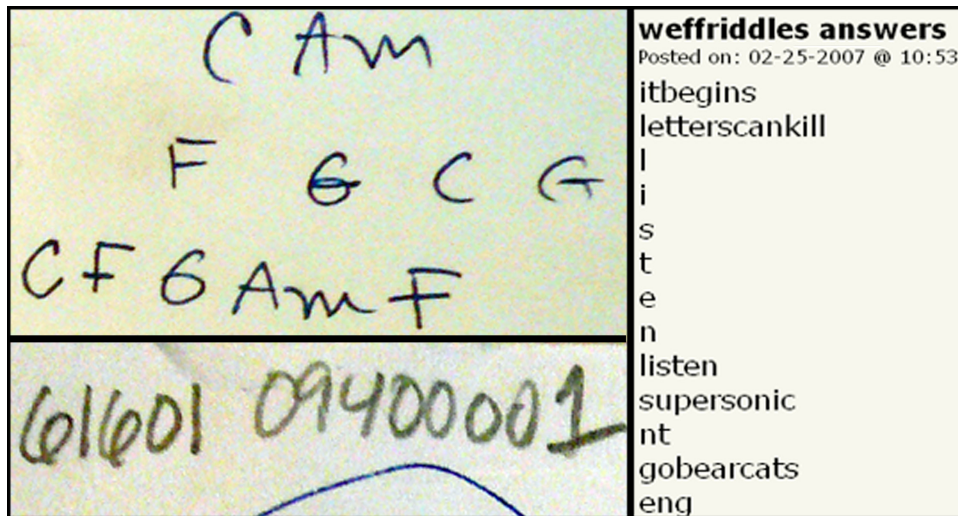 C Am
F G C G
C F G Am F
61601 094000001
weffriddles answers
Posted on: 02-25-2007 @ 10:53
itbegins
letterscankill
l
i
s
t
e
n
listen
supersonic
nt
gobearcats
eng